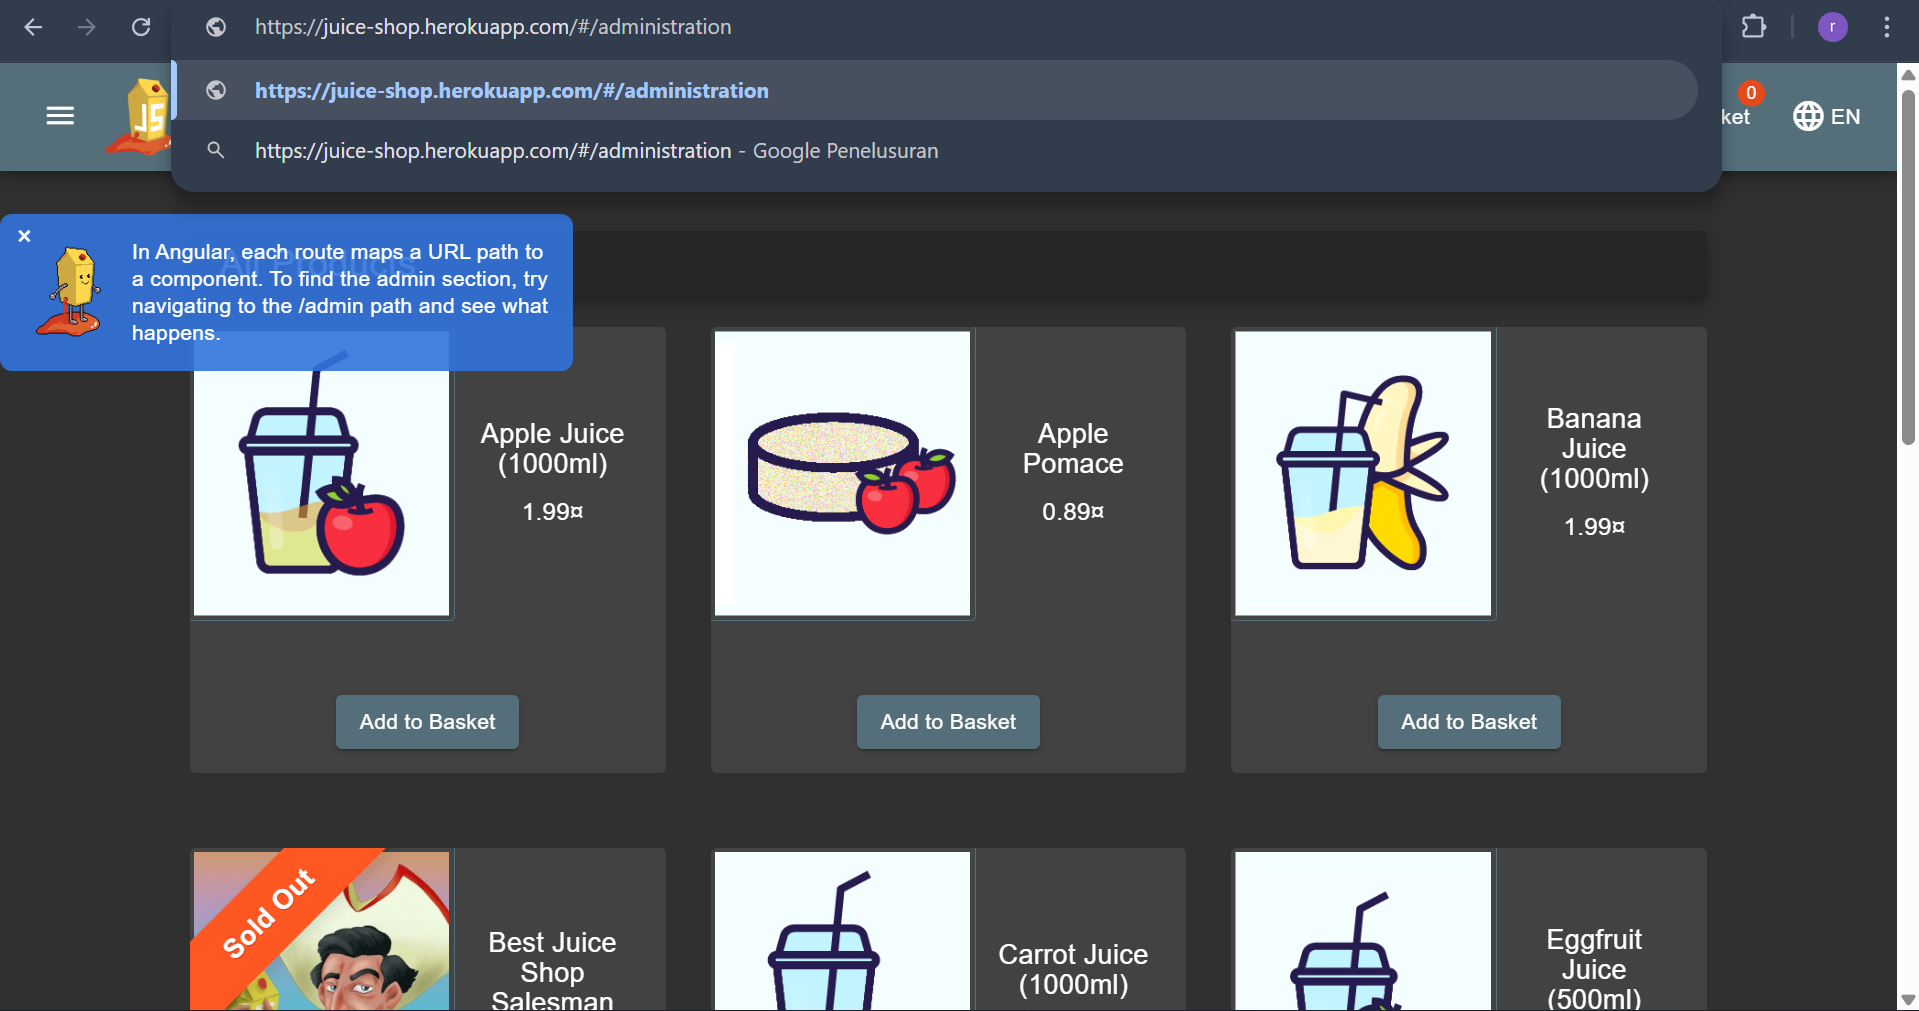 https://juice-shop.herokuapp.com/#/administration
r
https://juice-shop.herokuapp.com/#/administration
https://juice-shop.herokuapp.com/#/administration - Google Penelusuran
JS
0
ket
EN
×
In Angular, each route maps a URL path to
a component. To find the admin section, try
navigating to the /admin path and see what
happens.
All Products
Apple Juice
(1000ml)
1.99¤
Add to Basket
Apple
Pomace
0.89¤
Add to Basket
Banana
Juice
(1000ml)
1.99¤
Add to Basket
Sold Out
Best Juice
Shop
Salesman
Carrot Juice
(1000ml)
Eggfruit
Juice
(500ml)